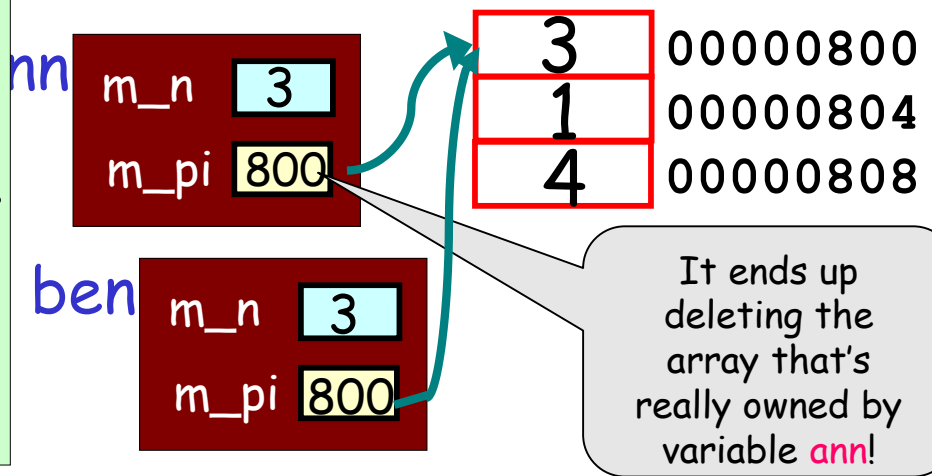 nn
m_n 3
m_pi 800
3 00000800
1 00000804
4 00000808
ben
m_n 3
m_pi 800
It ends up
deleting the
array that's
really owned by
variable ann!